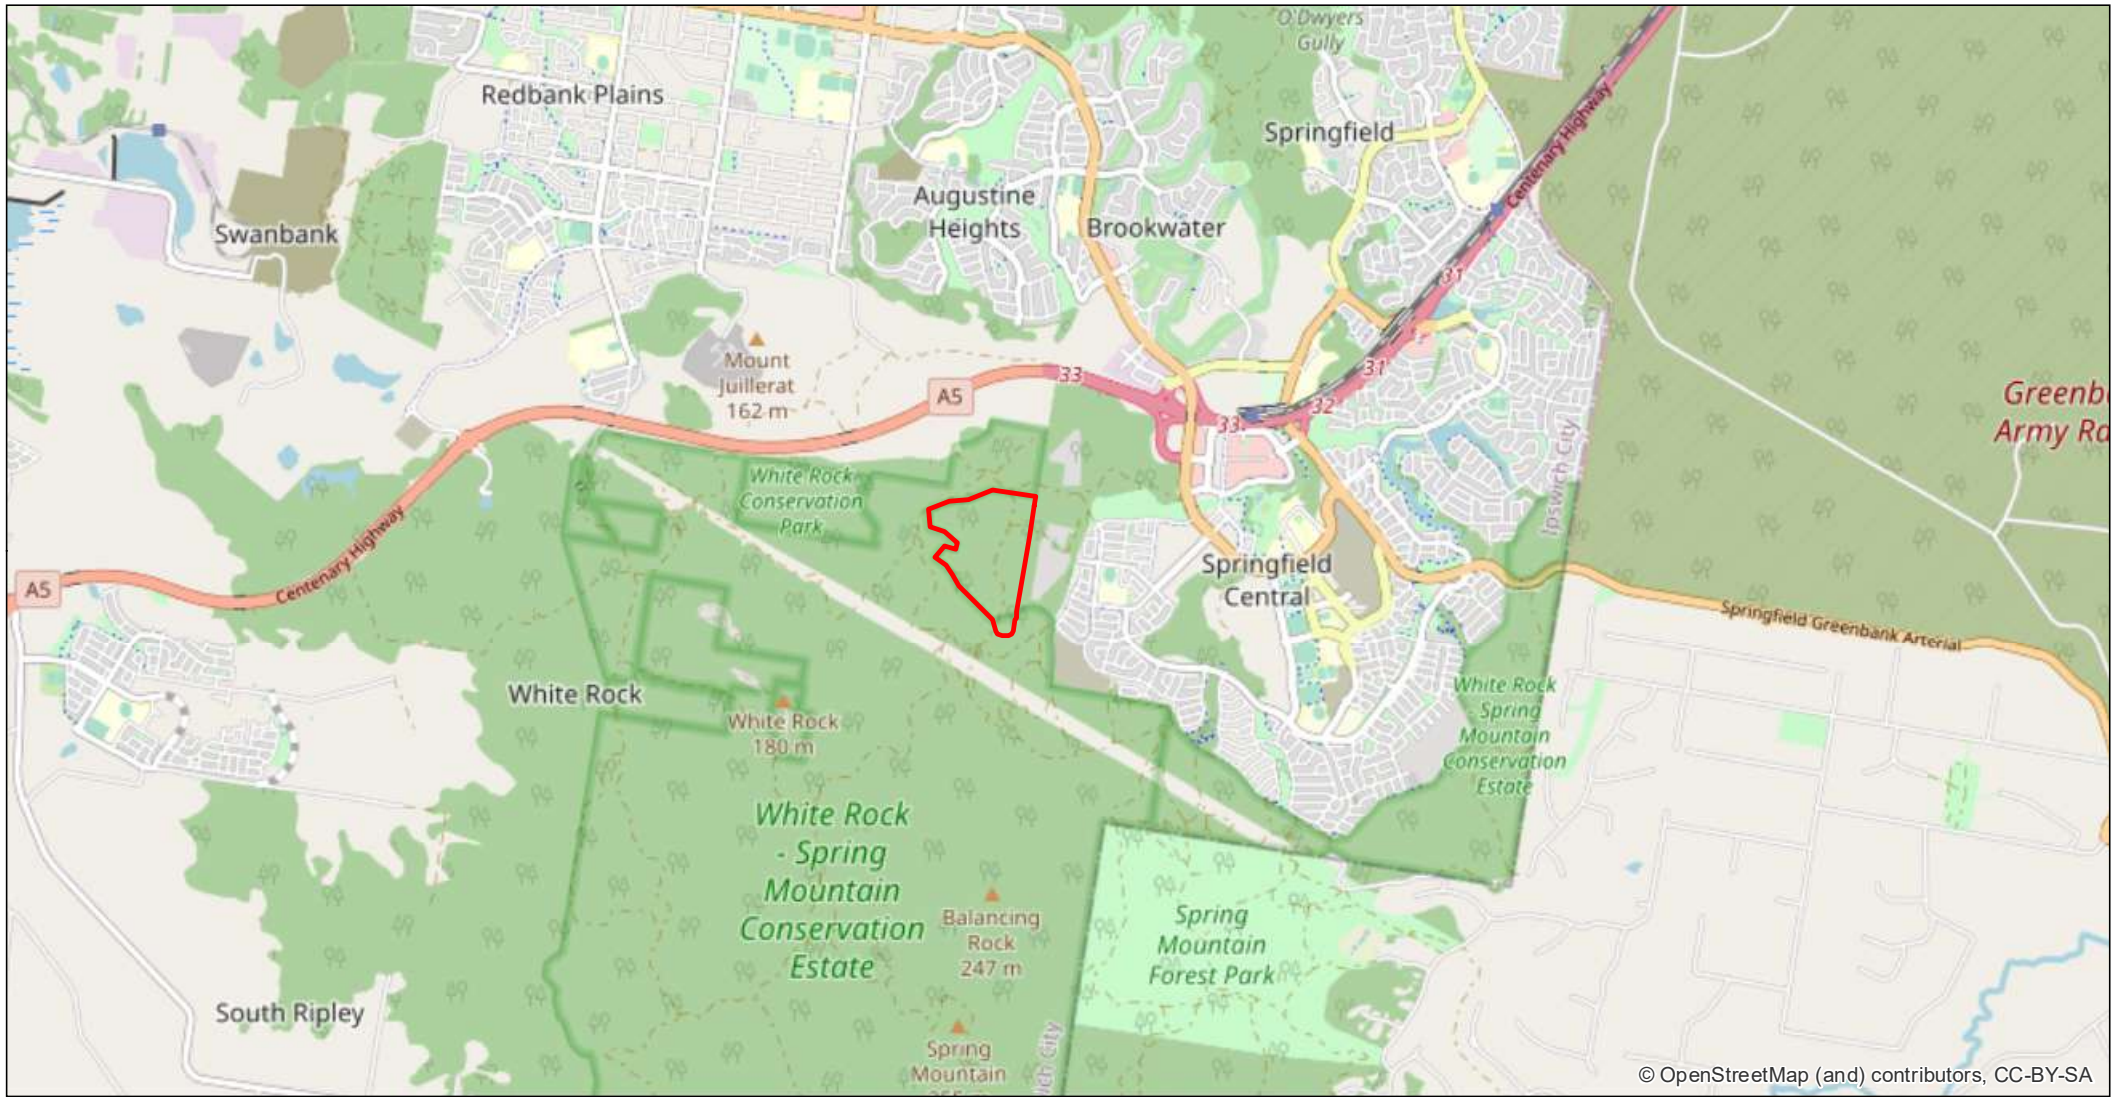 O'Dwyers
Gully
Redbank Plains
Springfield
Centenary Highway
Augustine
Heights
Brookwater
Swanbank
31
Mount
Juillerat
162 m
33
A5
31
32
33
Greenb
Army Ra
White Rock
Conservation
Park
Ipswich City
Centenary Highway
A5
Springfield
Central
Springfield Greenbank Arterial
White Rock
White Rock
180 m
White Rock
- Spring
Mountain
Conservation
Estate
White Rock
- Spring
Mountain
Conservation
Estate
Balancing
Rock
247 m
Spring
Mountain
Forest Park
South Ripley
Spring
Mountain
ich City
© OpenStreetMap (and) contributors, CC-BY-SA